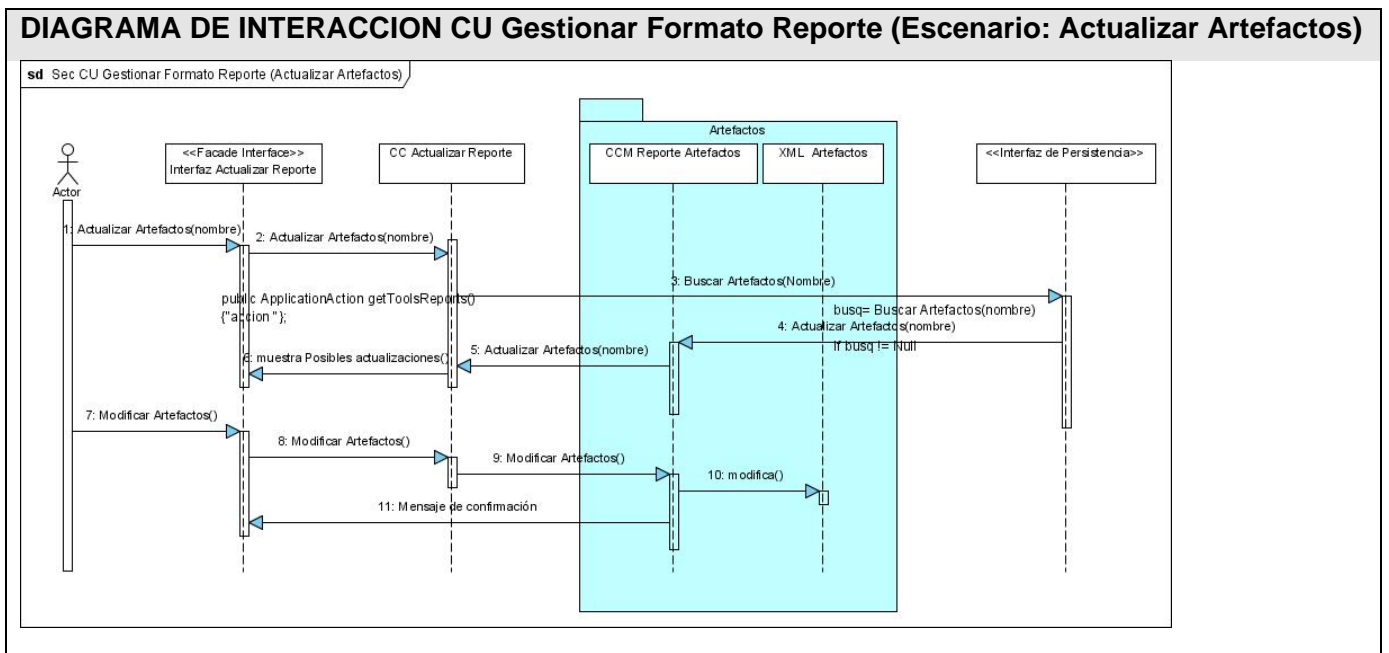 DIAGRAMA DE INTERACCION CU Gestionar Formato Reporte (Escenario: Actualizar Artefactos)
sd Sec CU Gestionar Formato Reporte (Actualizar Artefactos)
Artefactos
Actor
<<Facade Interface>>
Interfaz Actualizar Reporte
CC Actualizar Reporte
CCM Reporte Artefactos
XML Artefactos
<<Interfaz de Persistencia>>
1: Actualizar Artefactos(nombre)
2: Actualizar Artefactos(nombre)
3: Buscar Artefactos(Nombre)
public ApplicationAction getToolsReports()
{"accion"};
busq= Buscar Artefactos(nombre)
4: Actualizar Artefactos(nombre)
If busq != Null
5: Actualizar Artefactos(nombre)
6: muestra Posibles actualizaciones()
7: Modificar Artefactos()
8: Modificar Artefactos()
9: Modificar Artefactos()
10: modifica()
11: Mensaje de confirmación